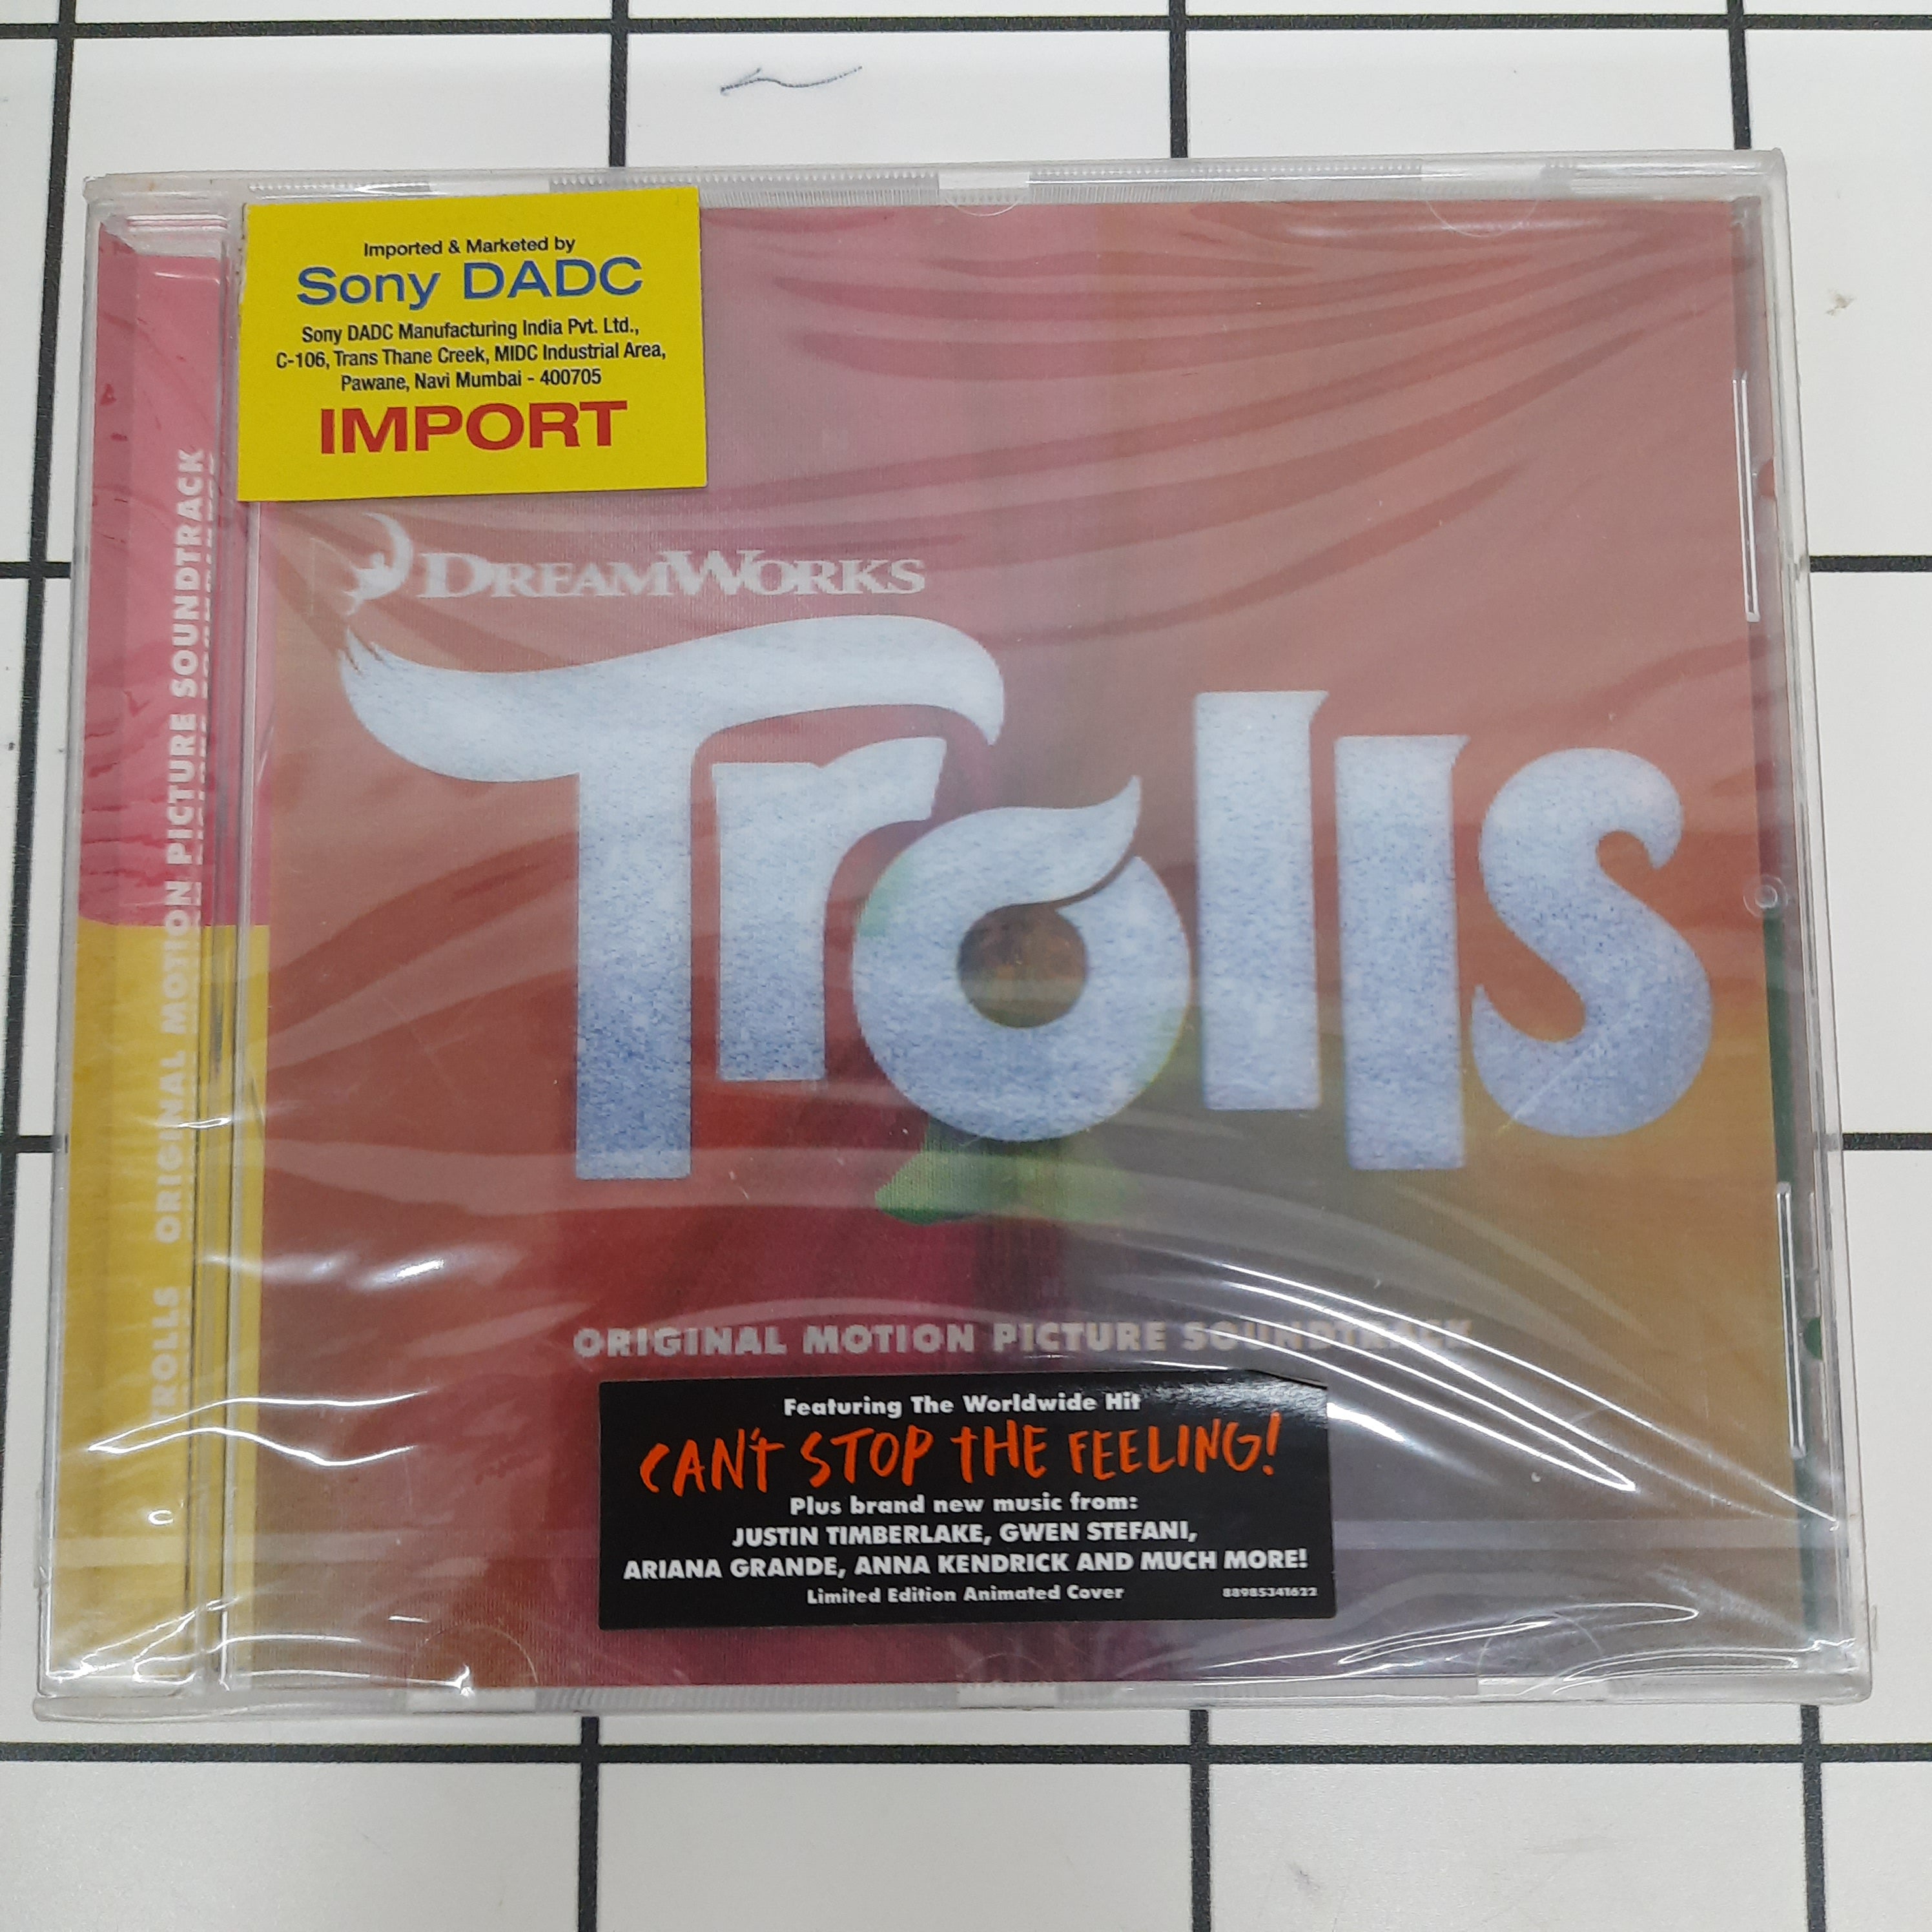 Imported & Marketed by
Sony DADC
Sony DADC Manufacturing India Pvt. Ltd.,
C-106, Trans Thane Creek, MIDC Industrial Area,
Pawane, Navi Mumbai - 400705
IMPORT
TROLLS ORIGINAL MOTION PICTURE SOUNDTRACK
DREAMWORKS
Trolls
ORIGINAL MOTION PICTURE SOUNDTRACK
Featuring The Worldwide Hit
CAN'T STOP THE FEELING!
Plus brand new music from:
JUSTIN TIMBERLAKE, GWEN STEFANI,
ARIANA GRANDE, ANNA KENDRICK AND MUCH MORE!
Limited Edition Animated Cover 88985341622